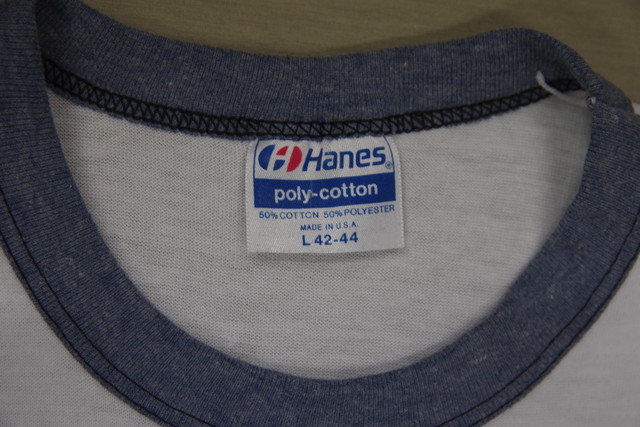 Hanes®
poly-cotton
50% COTTON 50% POLYESTER
MADE IN U.S.A.
L 42-44